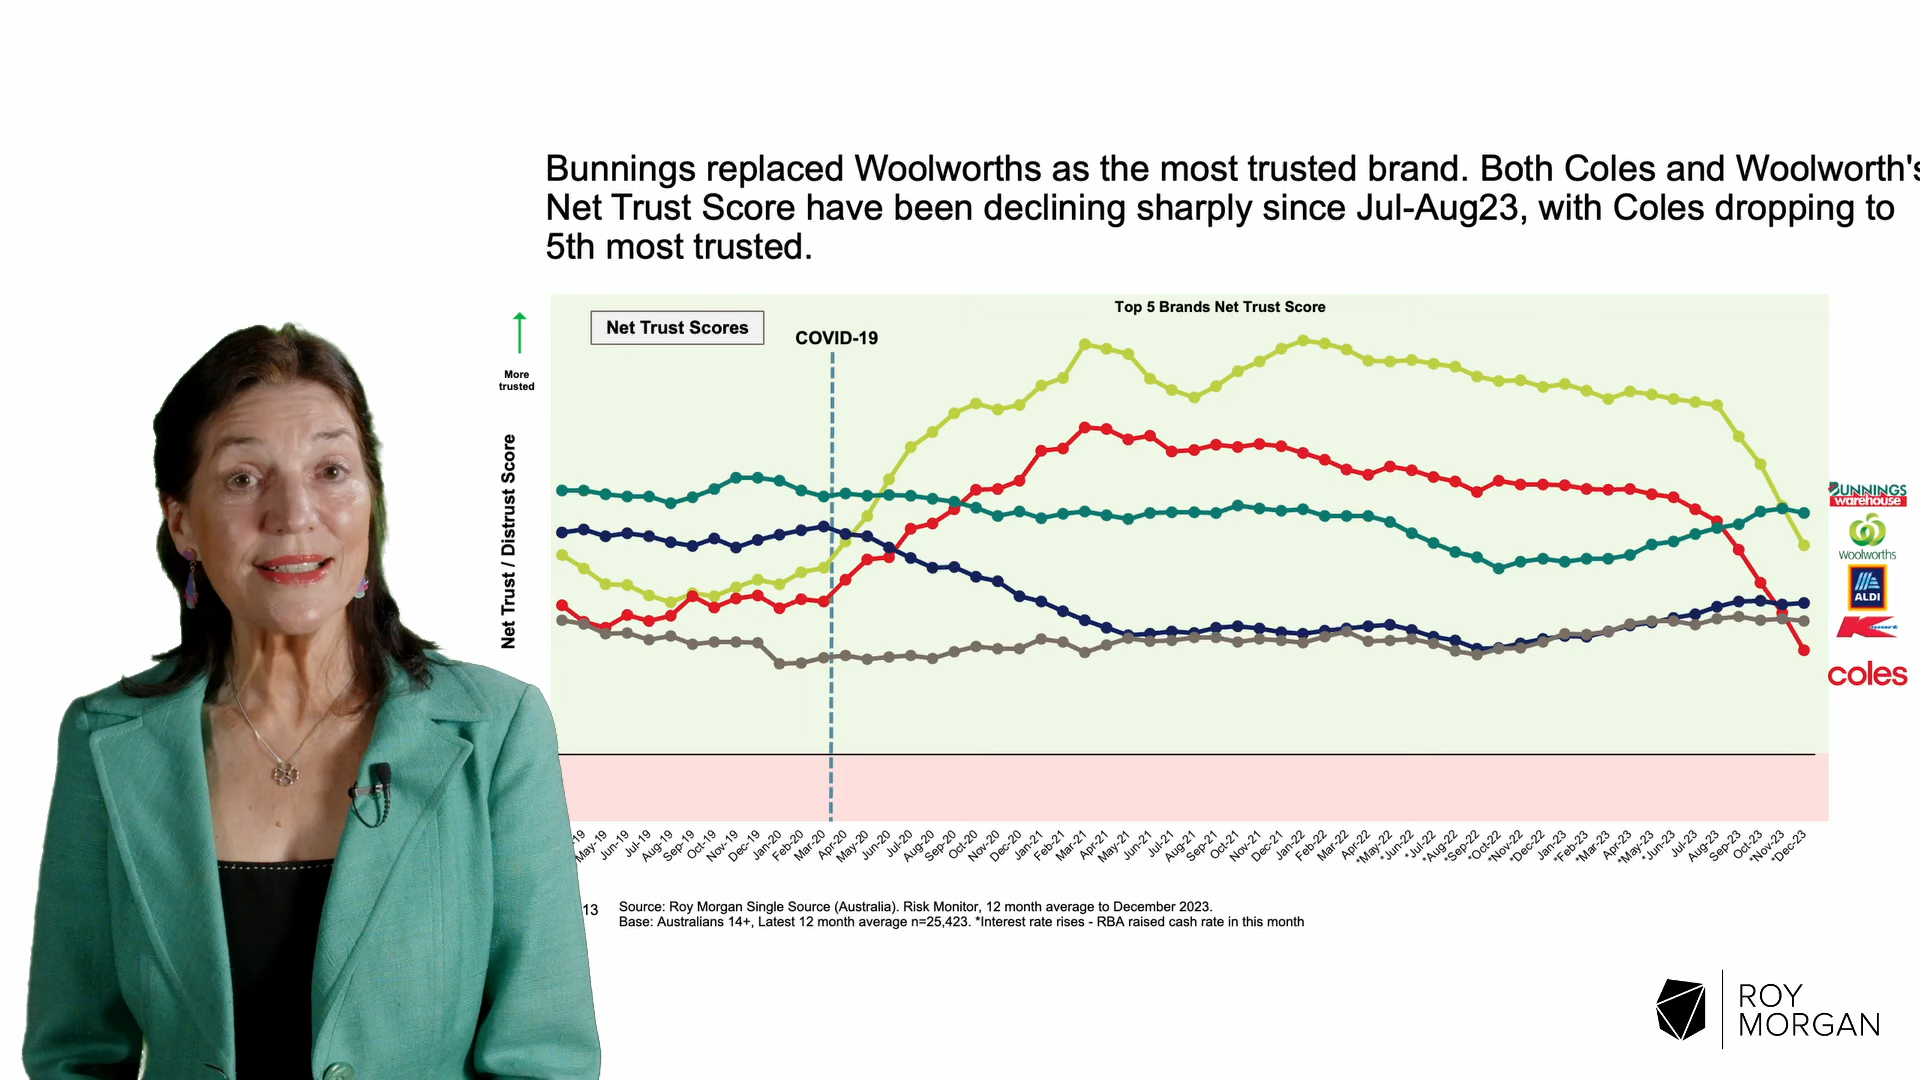 Bunnings replaced Woolworths as the most trusted brand. Both Coles and Woolworth's
Net Trust Score have been declining sharply since Jul-Aug23, with Coles dropping to
5th most trusted.
Top 5 Brands Net Trust Score
Net Trust Scores
COVID-19
More
trusted
Net Trust / Distrust Score
BUNNINGS
warehouse
woolworths
ALDI
Kmart
coles
-19
May-19
Jun-19
Jul-19
Aug-19
Sep-19
Oct-19
Nov-19
Dec-19
Jan-20
Feb-20
Mar-20
Apr-20
May-20
Jun-20
Jul-20
Aug-20
Sep-20
Oct-20
Nov-20
Dec-20
Jan-21
Feb-21
Mar-21
Apr-21
May-21
Jun-21
Jul-21
Aug-21
Sep-21
Oct-21
Nov-21
Dec-21
Jan-22
Feb-22
Mar-22
Apr-22
*May-22
*Jun-22
*Jul-22
*Aug-22
*Sep-22
*Oct-22
*Nov-22
*Dec-22
Jan-23
*Feb-23
*Mar-23
Apr-23
*May-23
*Jun-23
Jul-23
Aug-23
Sep-23
Oct-23
*Nov-23
*Dec-23
13
Source: Roy Morgan Single Source (Australia). Risk Monitor, 12 month average to December 2023.
Base: Australians 14+, Latest 12 month average n=25,423. *Interest rate rises - RBA raised cash rate in this month
ROY
MORGAN